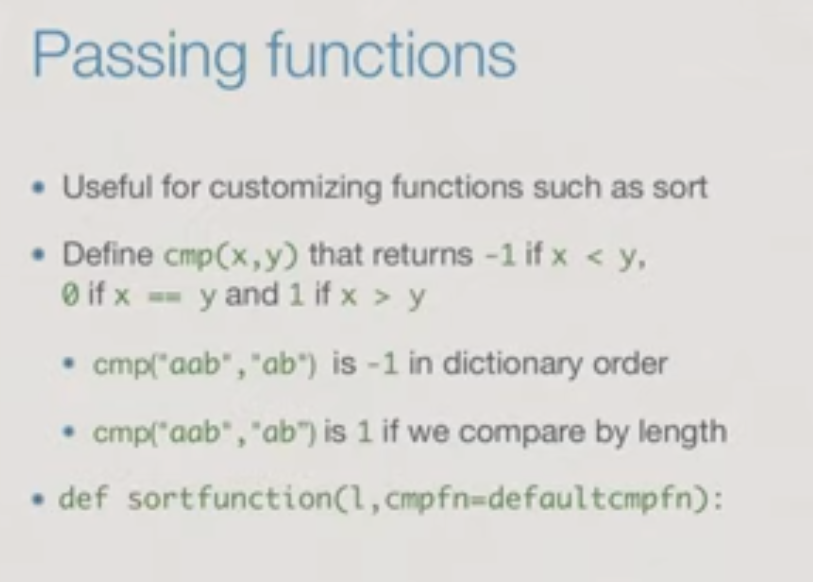 Passing functions
• Useful for customizing functions such as sort
• Define cmp(x,y) that returns -1 if x < y,
0 if x == y and 1 if x > y
• cmp("aab","ab") is -1 in dictionary order
• cmp("aab","ab") is 1 if we compare by length
• def sortfunction(l,cmpfn=defaultcmpfn):